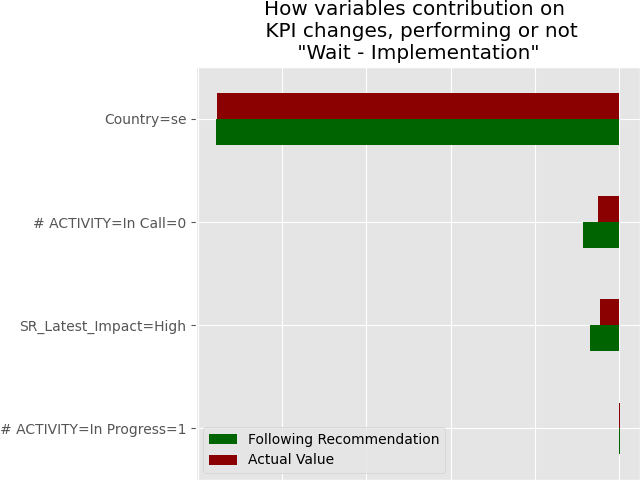 How variables contribution on
KPI changes, performing or not
"Wait - Implementation"
Country=se
# ACTIVITY=In Call=0
SR_Latest_Impact=High
# ACTIVITY=In Progress=1
Following Recommendation
Actual Value